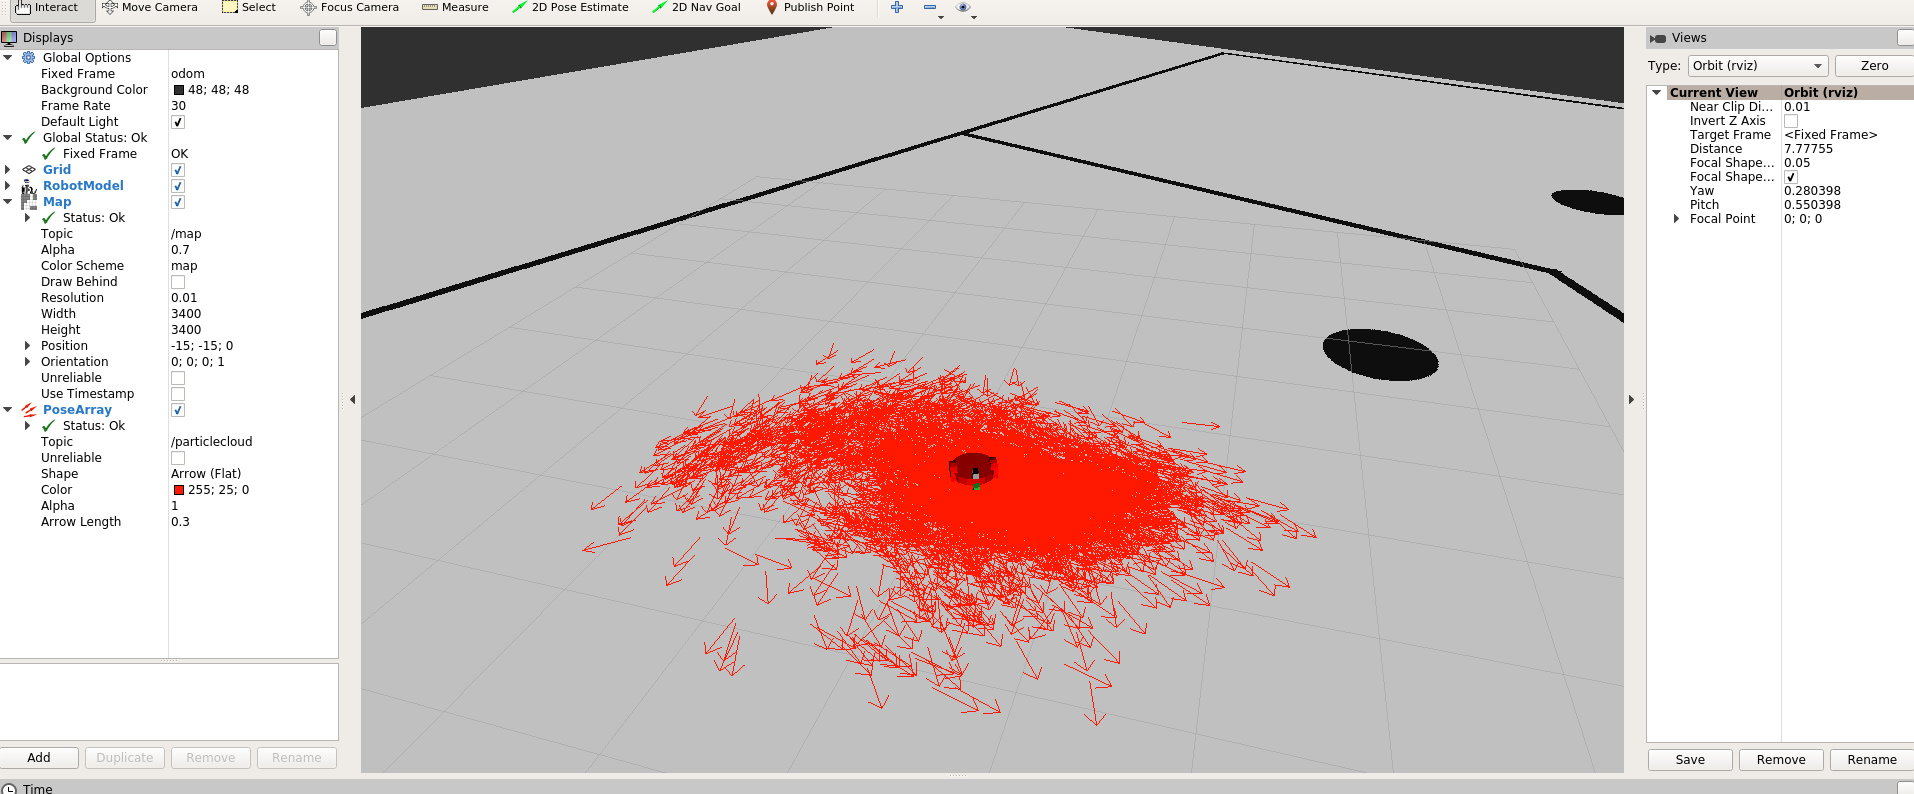 Interact Move Camera Select Focus Camera Measure 2D Pose Estimate 2D Nav Goal Publish Point
Displays
Global Options
Fixed Frame odom
Background Color 48; 48; 48
Frame Rate 30
Default Light
Global Status: Ok
Fixed Frame OK
Grid
RobotModel
Map
Status: Ok
Topic /map
Alpha 0.7
Color Scheme map
Draw Behind
Resolution 0.01
Width 3400
Height 3400
Position -15; -15; 0
Orientation 0; 0; 0; 1
Unreliable
Use Timestamp
PoseArray
Status: Ok
Topic /particlecloud
Unreliable
Shape Arrow (Flat)
Color 255; 25; 0
Alpha 1
Arrow Length 0.3
Add Duplicate Remove Rename
Views
Type: Orbit (rviz) Zero
Current View Orbit (rviz)
Near Clip Di... 0.01
Invert Z Axis
Target Frame <Fixed Frame>
Distance 7.77755
Focal Shape... 0.05
Focal Shape...
Yaw 0.280398
Pitch 0.550398
Focal Point 0; 0; 0
Save Remove Rename
Time